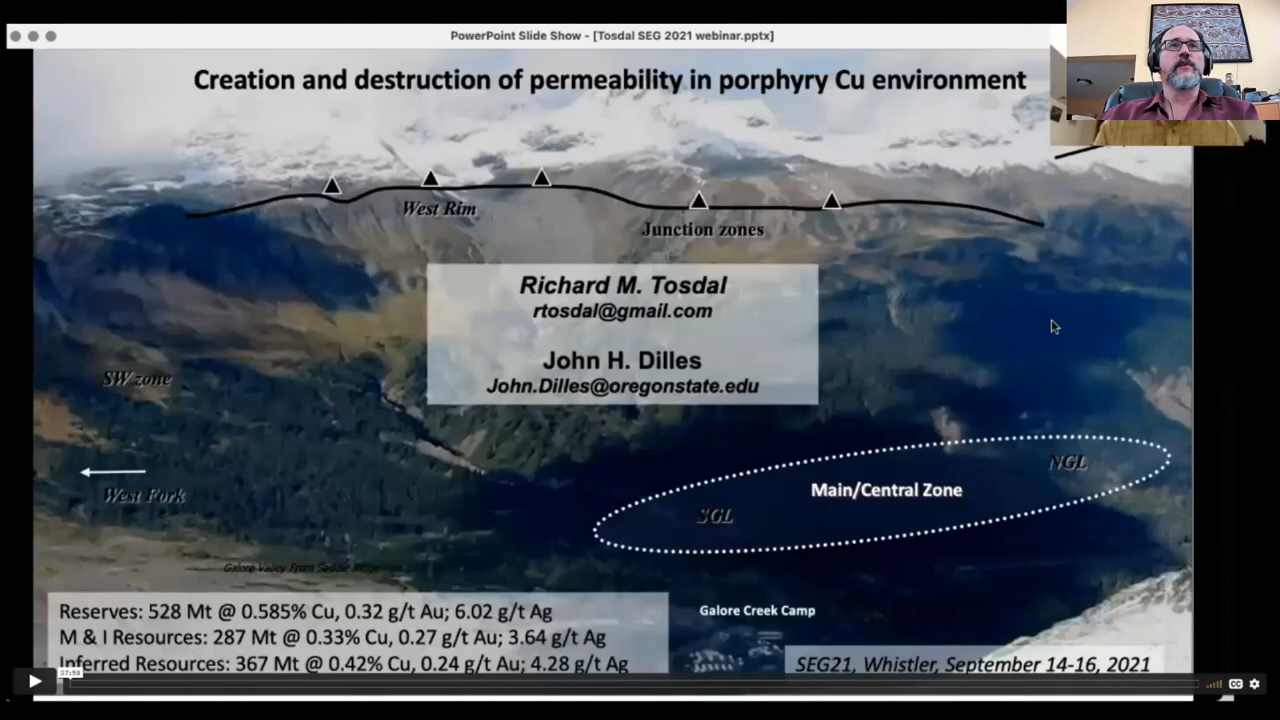 PowerPoint Slide Show - [Tosdal SEG 2021 webinar.pptx]
Creation and destruction of permeability in porphyry Cu environment
West Rim
Junction zones
Richard M. Tosdal
rtosdal@gmail.com
John H. Dilles
John.Dilles@oregonstate.edu
SW zone
NGL
Main/Central Zone
West Fork
SGL
Galore Valley From Saddle Ridge
Reserves: 528 Mt @ 0.585% Cu, 0.32 g/t Au; 6.02 g/t Ag
Galore Creek Camp
M & I Resources: 287 Mt @ 0.33% Cu, 0.27 g/t Au; 3.64 g/t Ag
Inferred Resources: 367 Mt @ 0.42% Cu, 0.24 g/t Au; 4.28 g/t Ag
SEG21, Whistler, September 14-16, 2021
07:58
CC